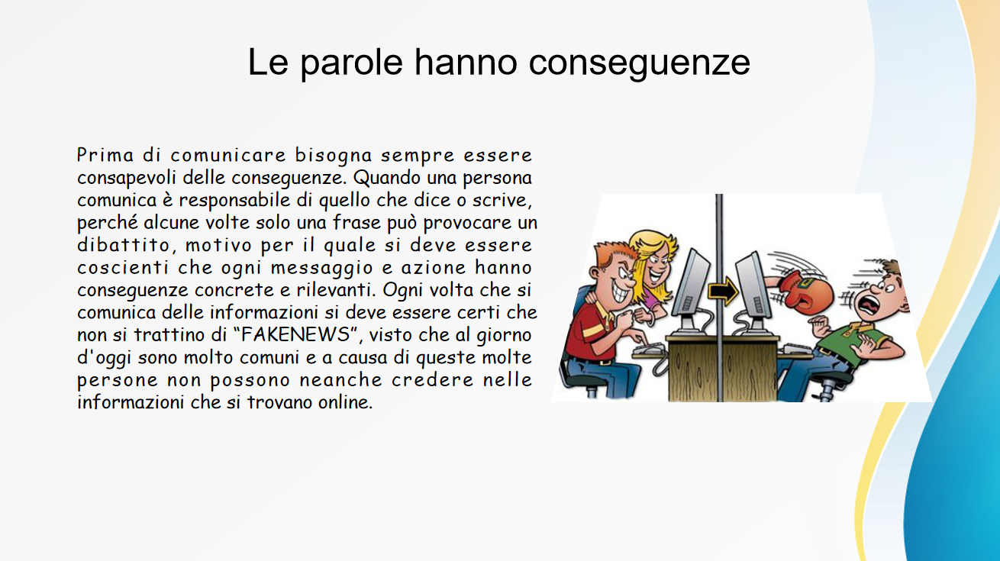 Le parole hanno conseguenze
Prima di comunicare bisogna sempre essere
consapevoli delle conseguenze. Quando una persona
comunica è responsabile di quello che dice o scrive,
perché alcune volte solo una frase può provocare un
dibattito, motivo per il quale si deve essere
coscienti che ogni messaggio e azione hanno
conseguenze concrete e rilevanti. Ogni volta che si
comunica delle informazioni si deve essere certi che
non si trattino di “FAKENEWS”, visto che al giorno
d'oggi sono molto comuni e a causa di queste molte
persone non possono neanche credere nelle
informazioni che si trovano online.